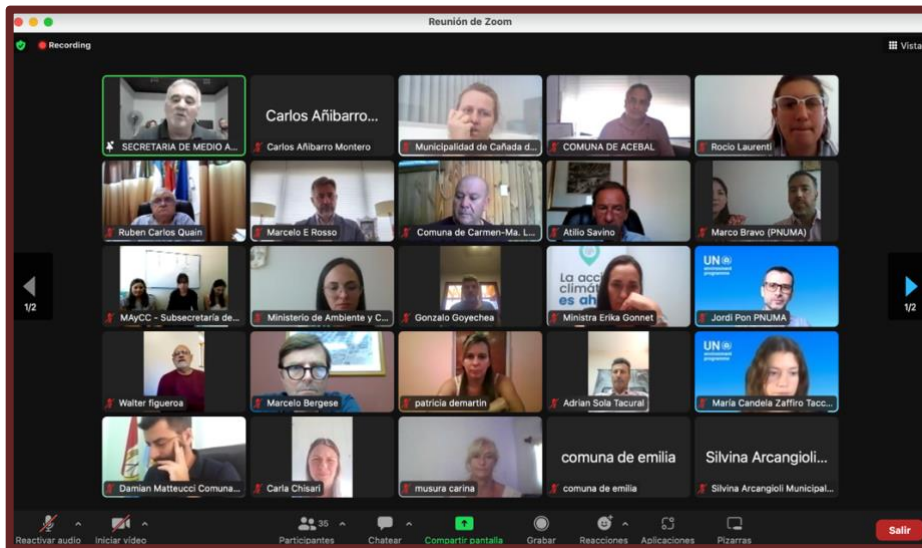 Reunión de Zoom
Recording
Vista
SECRETARIA DE MEDIO A...
Carlos Añibarro...
Carlos Añibarro Montero
Municipalidad de Cañada d...
COMUNA DE ACEBAL
Rocio Laurenti
Ruben Carlos Quain
Marcelo E Rosso
Comuna de Carmen-Ma. L...
Atilio Savino
Marco Bravo (PNUMA)
1/2
MAyCC - Subsecretaría de...
Ministerio de Ambiente y C...
Gonzalo Goyechea
La acci
climát
es ah
Ministra Erika Gonnet
UN
environment
programme
Jordi Pon PNUMA
1/2
Walter figueroa
Marcelo Bergese
patricia demartin
Adrian Sola Tacural
UN
environment
programme
María Candela Zaffiro Tacc...
Damian Matteucci Comuna...
Carla Chisari
musura carina
comuna de emilia
comuna de emilia
Silvina Arcangioli...
Silvina Arcangioli Municipal...
Reactivar audio
Iniciar vídeo
35
Participantes
Chatear
Compartir pantalla
Grabar
Reacciones
Aplicaciones
Pizarras
Salir